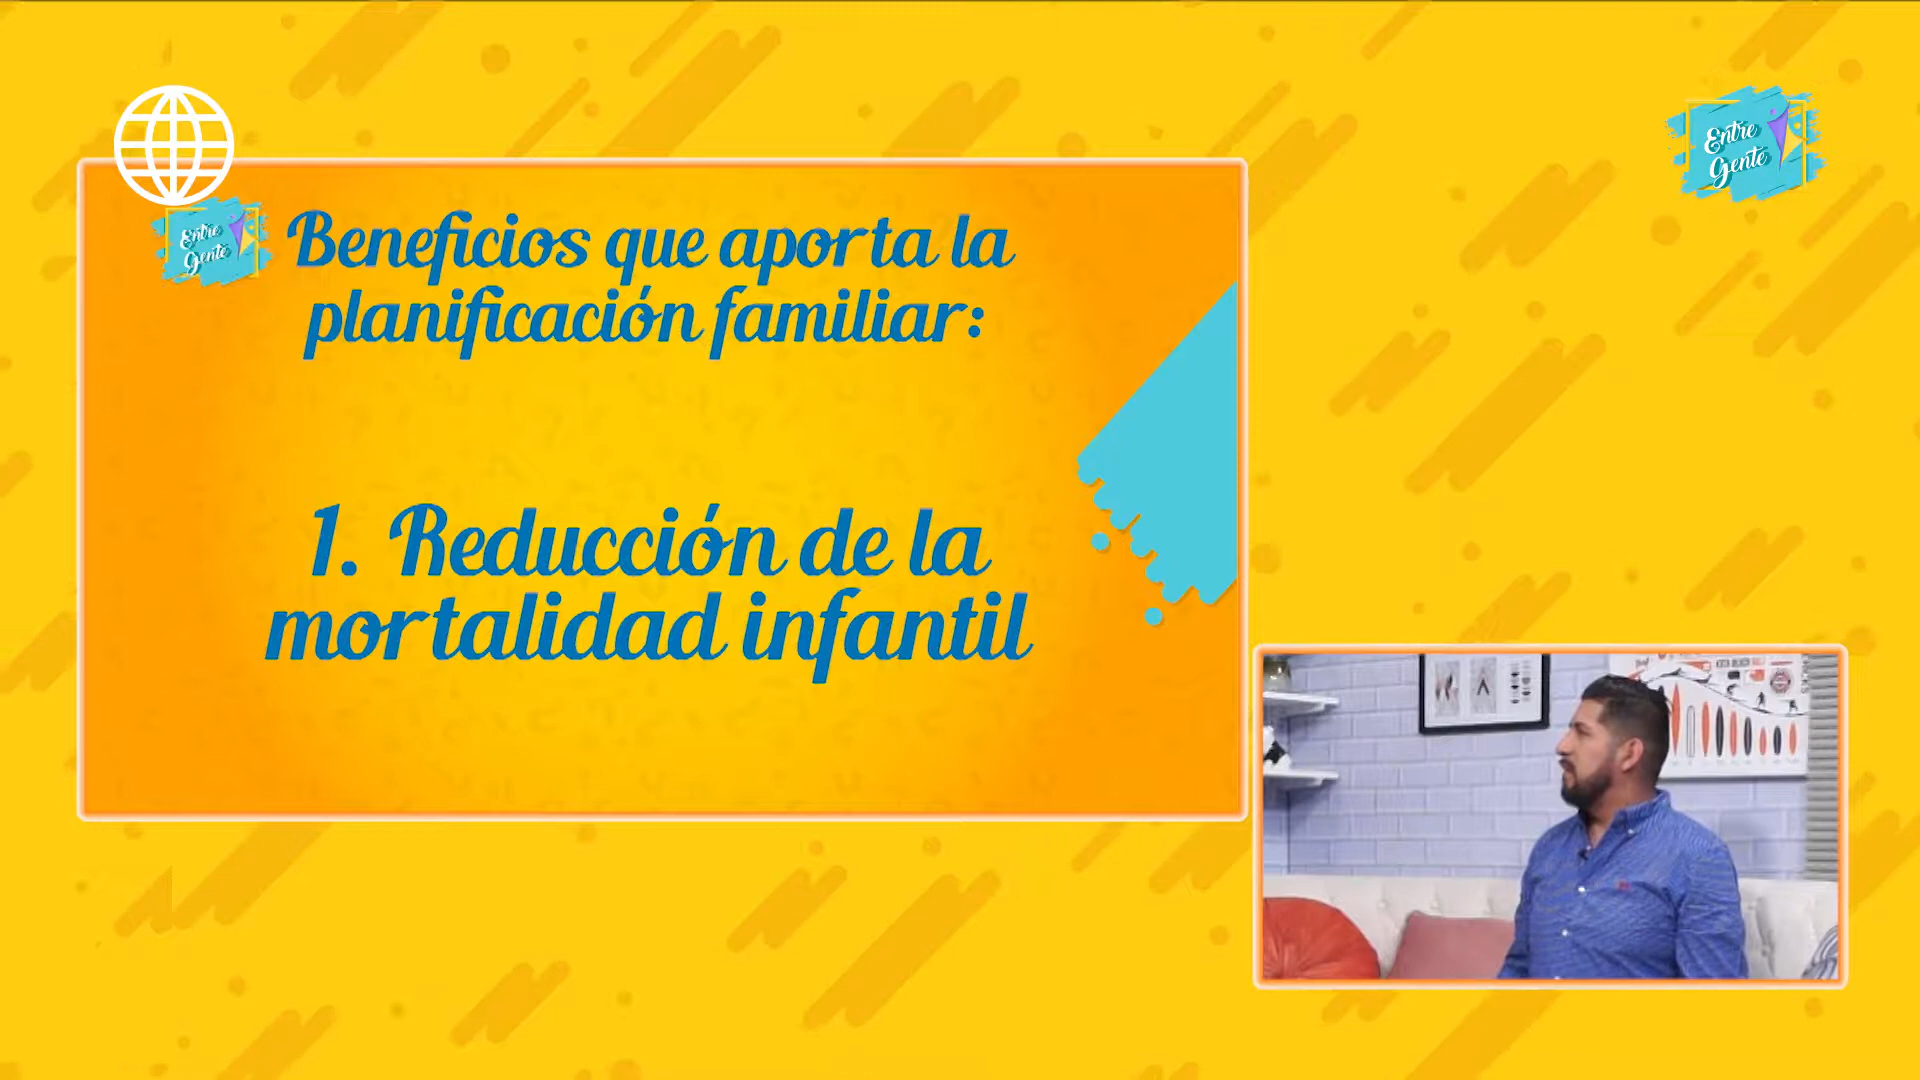 Entre
Gente
Entre
Gente
Beneficios que aporta la
planificación familiar:
1. Reducción de la
mortalidad infantil